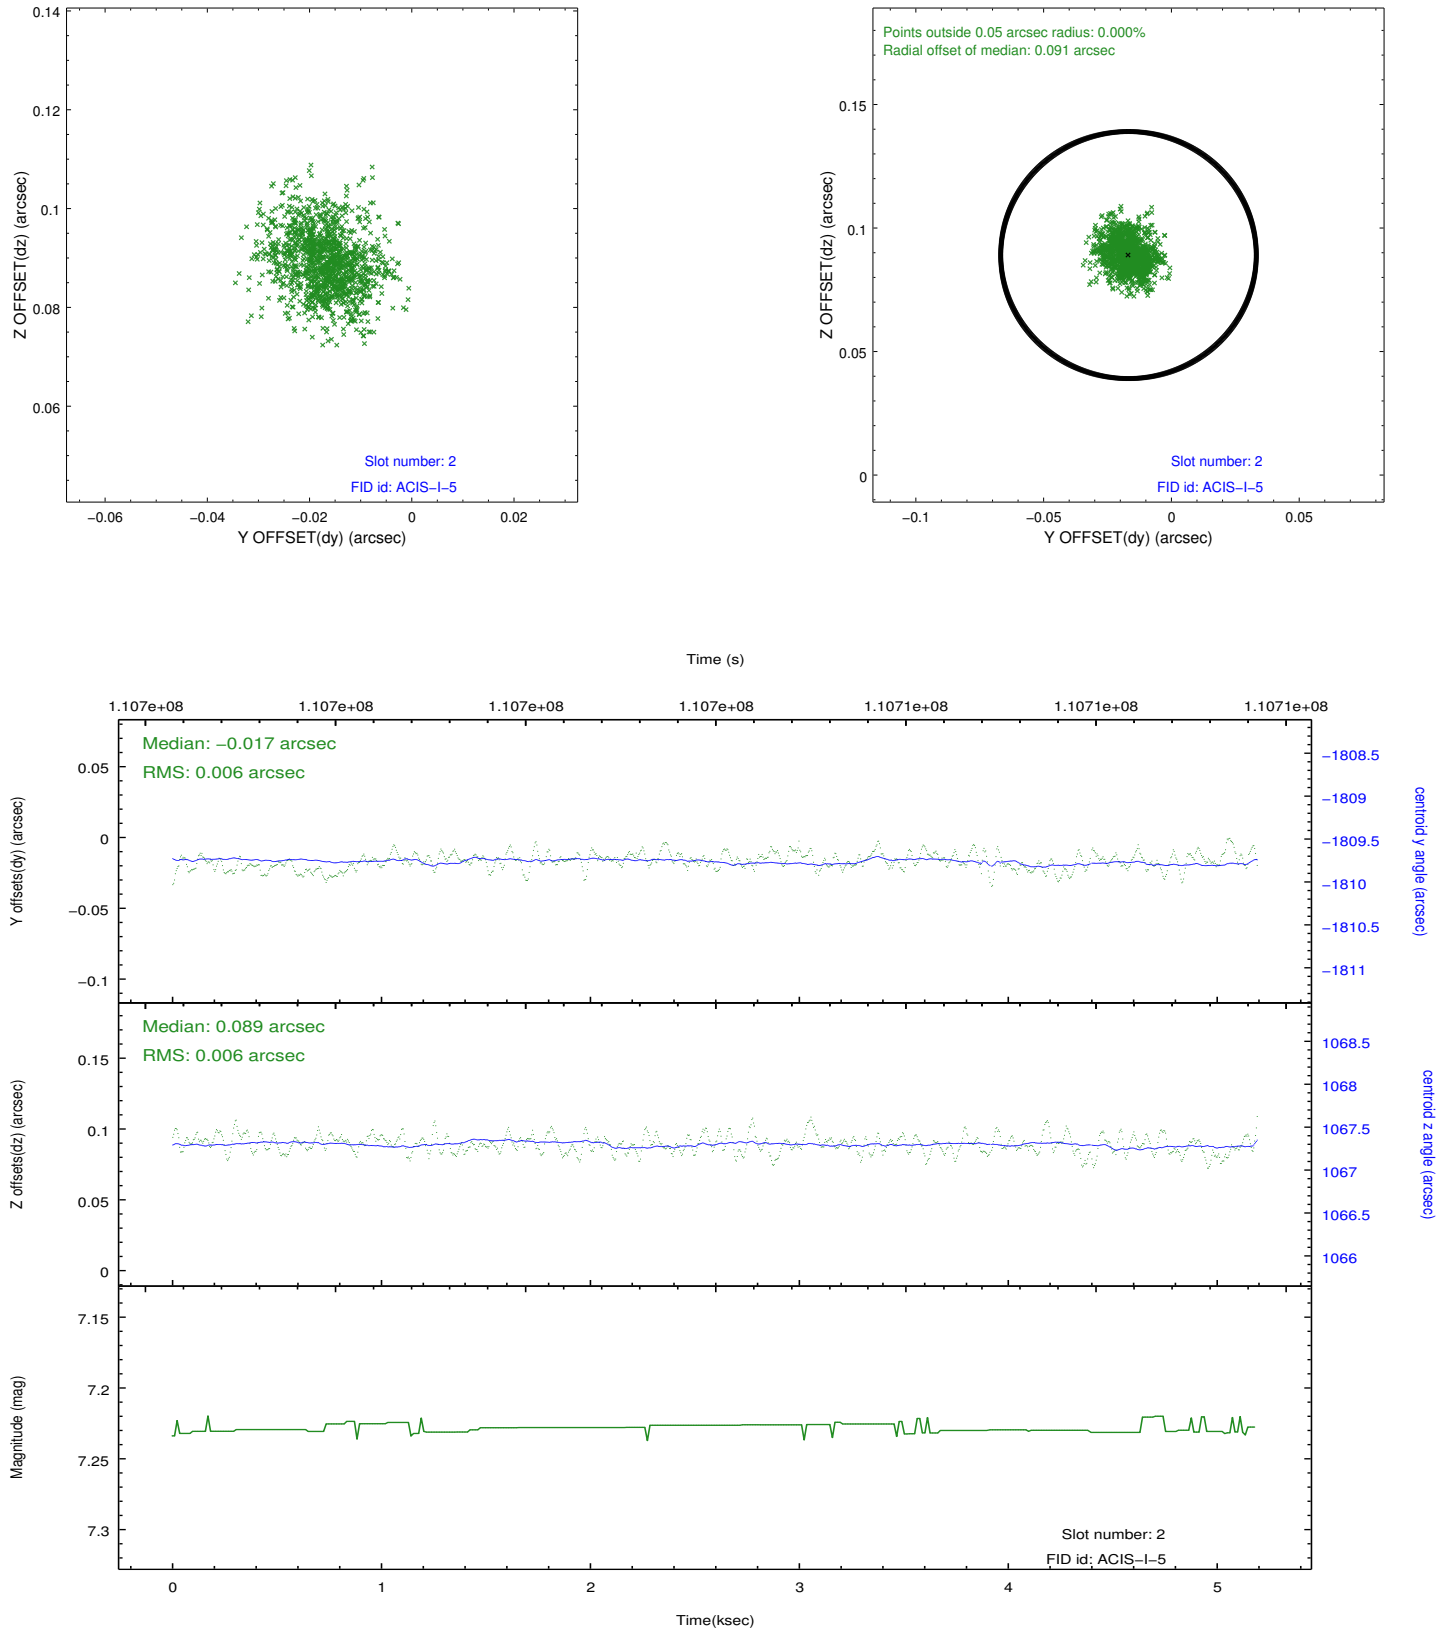 0.14
0.12
0.1
0.08
0.06
Z OFFSET(dz) (arcsec)
Slot number: 2
FID id: ACIS−I−5
−0.06 −0.04 −0.02 0 0.02
Y OFFSET(dy) (arcsec)
Points outside 0.05 arcsec radius: 0.000%
Radial offset of median: 0.091 arcsec
0.15
0.1
0.05
0
Z OFFSET(dz) (arcsec)
Slot number: 2
FID id: ACIS−I−5
−0.1 −0.05 0 0.05
Y OFFSET(dy) (arcsec)
Time (s)
1.107e+08 1.107e+08 1.107e+08 1.107e+08 1.1071e+08 1.1071e+08 1.1071e+08
Median: −0.017 arcsec
RMS: 0.006 arcsec
0.05
0
−0.05
−0.1
Y offsets(dy) (arcsec)
−1808.5
−1809
−1809.5
−1810
−1810.5
−1811
centroid y angle (arcsec)
Median: 0.089 arcsec
RMS: 0.006 arcsec
0.15
0.1
0.05
0
Z offsets(dz) (arcsec)
1068.5
1068
1067.5
1067
1066.5
1066
centroid z angle (arcsec)
7.15
7.2
7.25
7.3
Magnitude (mag)
Slot number: 2
FID id: ACIS−I−5
0 1 2 3 4 5
Time(ksec)